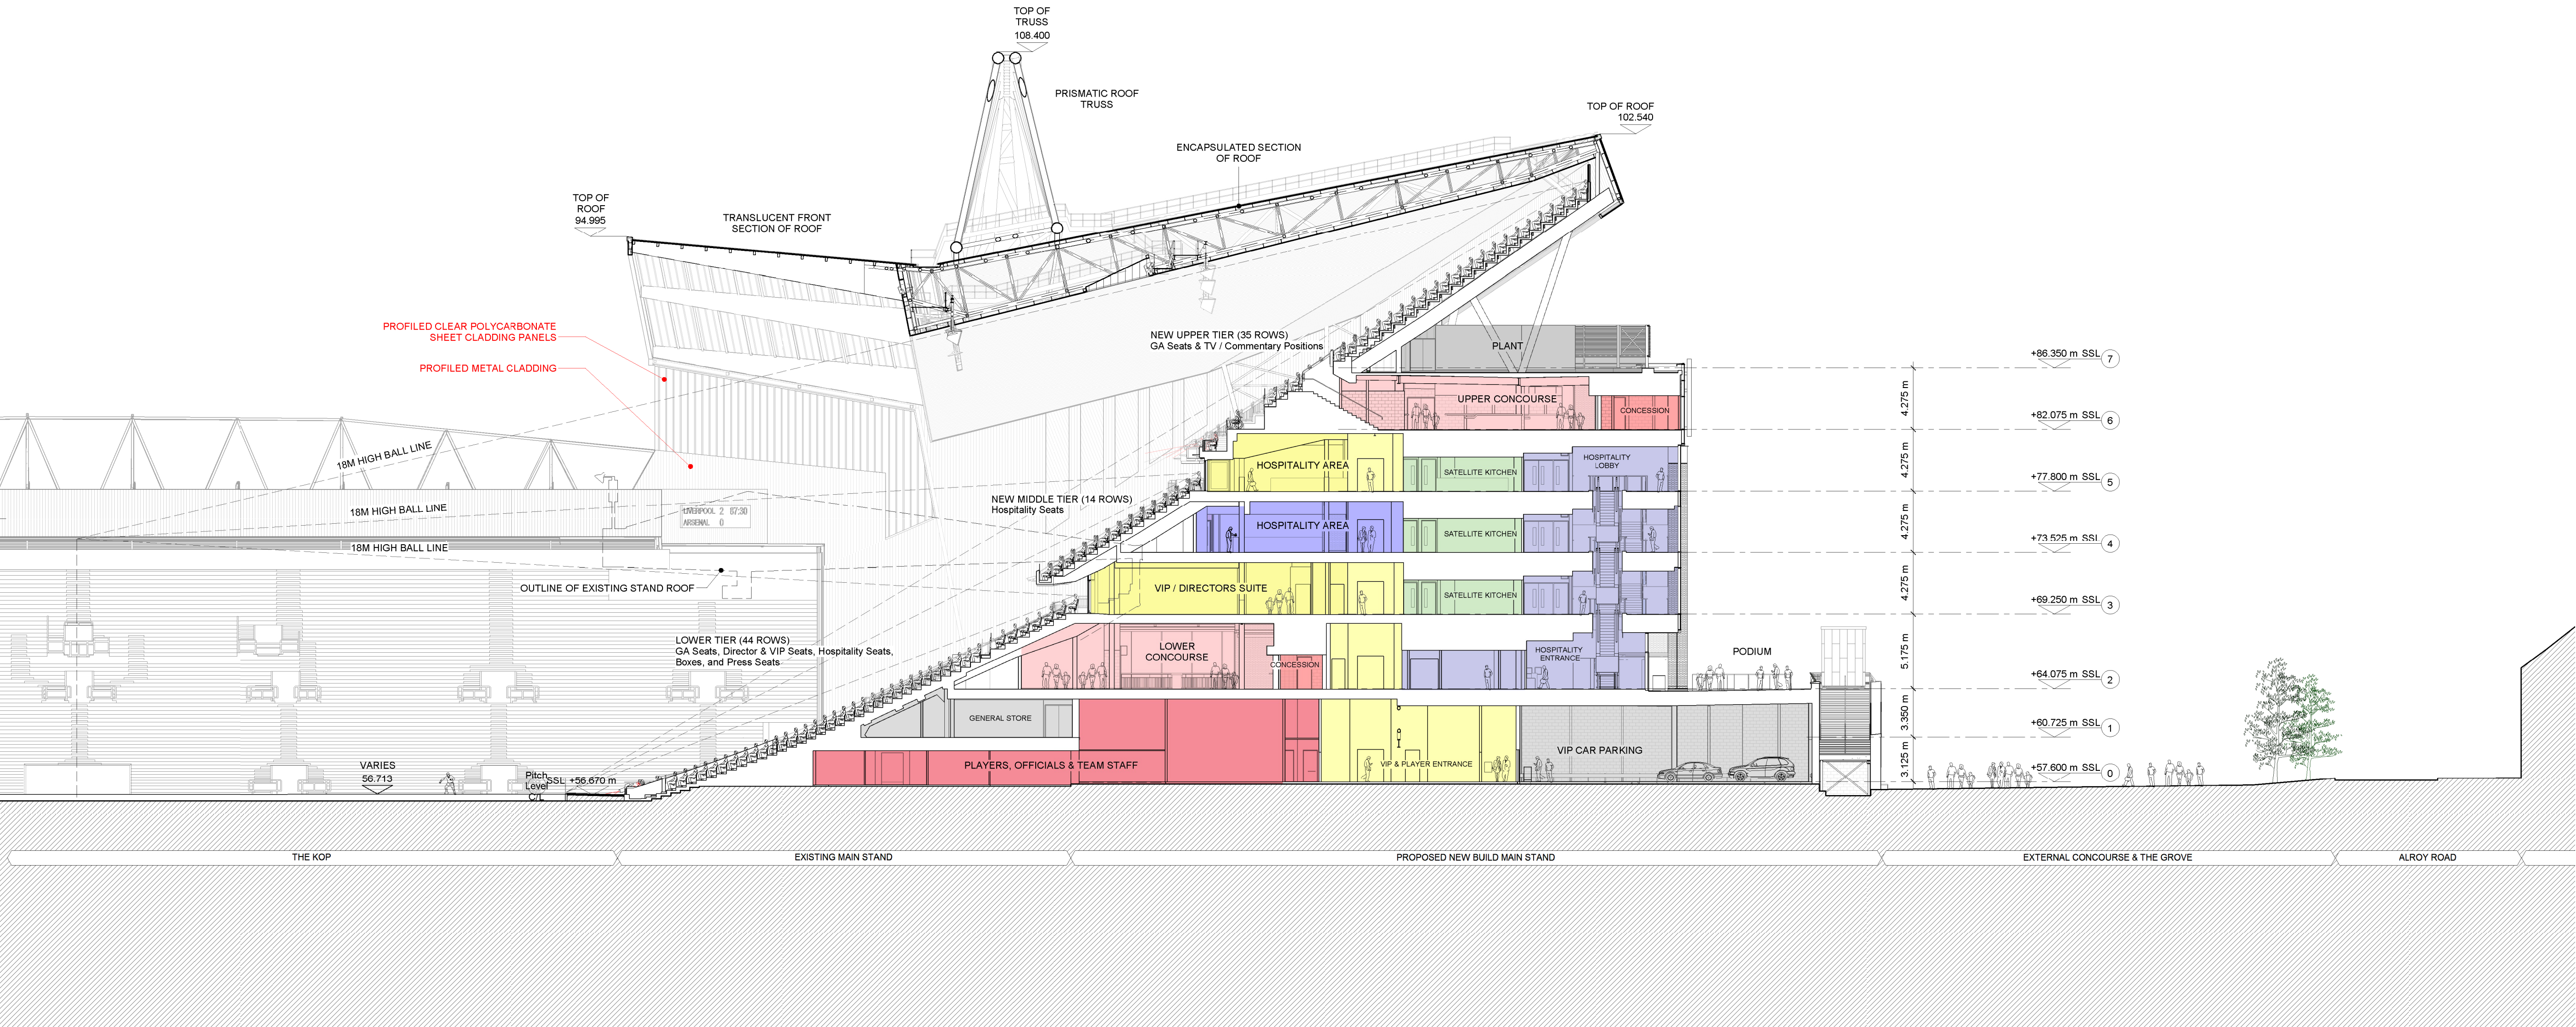 TOP OF
TRUSS
108.400
PRISMATIC ROOF
TRUSS
TOP OF ROOF
102.540
ENCAPSULATED SECTION
OF ROOF
TOP OF
ROOF
94.995
TRANSLUCENT FRONT
SECTION OF ROOF
PROFILED CLEAR POLYCARBONATE
SHEET CLADDING PANELS
PROFILED METAL CLADDING
NEW UPPER TIER (35 ROWS)
GA Seats & TV / Commentary Positions
PLANT
+86.350 m SSL 7
4.275 m
UPPER CONCOURSE
CONCESSION
+82.075 m SSL 6
18M HIGH BALL LINE
HOSPITALITY AREA
SATELLITE KITCHEN
HOSPITALITY
LOBBY
4.275 m
+77.800 m SSL 5
NEW MIDDLE TIER (14 ROWS)
Hospitality Seats
18M HIGH BALL LINE
LIVERPOOL 2 87:30
ARSENAL 0
HOSPITALITY AREA
SATELLITE KITCHEN
4.275 m
+73.525 m SSL 4
18M HIGH BALL LINE
OUTLINE OF EXISTING STAND ROOF
VIP / DIRECTORS SUITE
SATELLITE KITCHEN
4.275 m
+69.250 m SSL 3
LOWER TIER (44 ROWS)
GA Seats, Director & VIP Seats, Hospitality Seats,
Boxes, and Press Seats
LOWER
CONCOURSE
CONCESSION
HOSPITALITY
ENTRANCE
PODIUM
5.175 m
+64.075 m SSL 2
GENERAL STORE
3.350 m
+60.725 m SSL 1
VARIES
56.713
Pitch
Level
C/L
SSL +56.670 m
PLAYERS, OFFICIALS & TEAM STAFF
VIP & PLAYER ENTRANCE
VIP CAR PARKING
3.125 m
+57.600 m SSL 0
THE KOP
EXISTING MAIN STAND
PROPOSED NEW BUILD MAIN STAND
EXTERNAL CONCOURSE & THE GROVE
ALROY ROAD